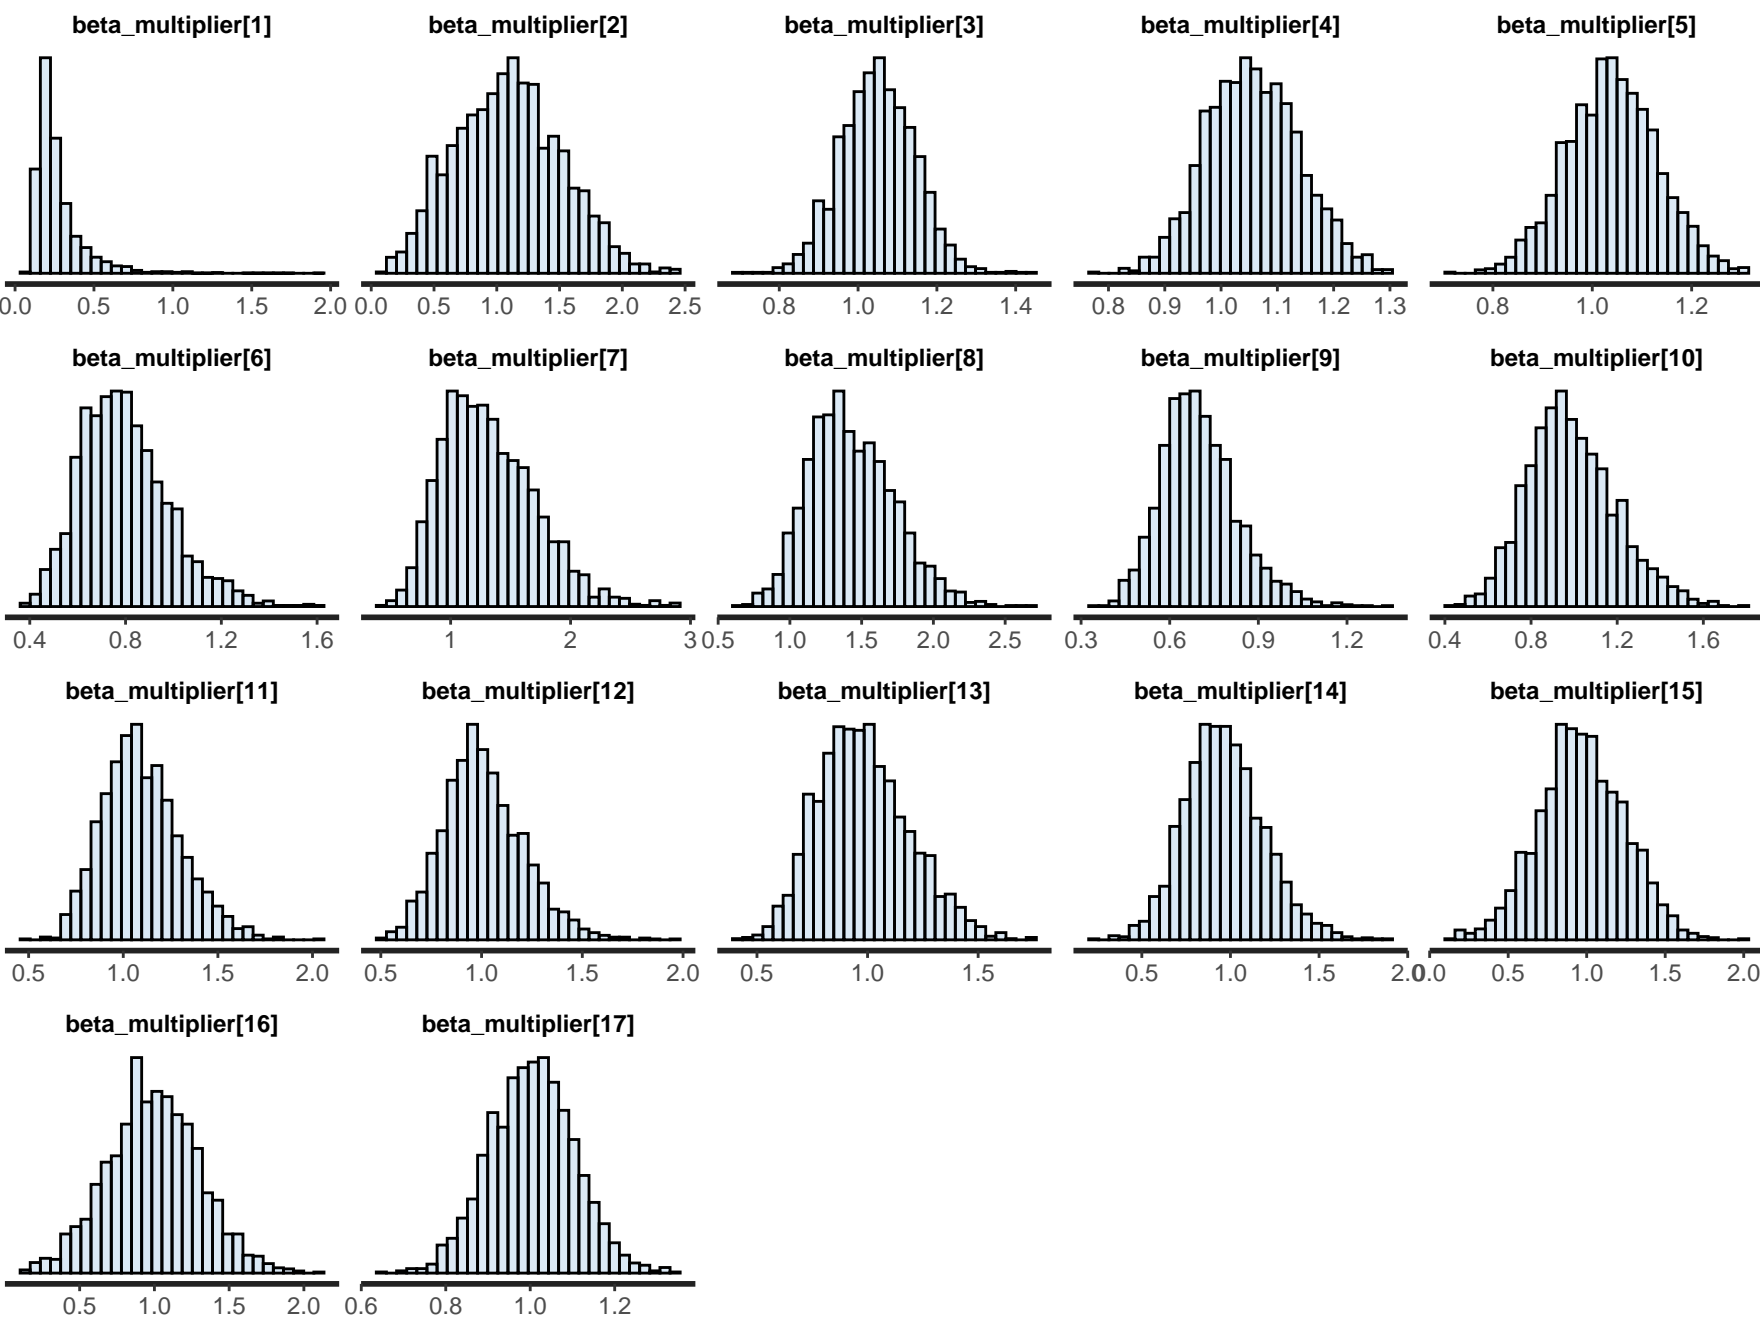 beta_multiplier[1] beta_multiplier[2] beta_multiplier[3] beta_multiplier[4] beta_multiplier[5]
0.0 0.5 1.0 1.5 2.0 0.0 0.5 1.0 1.5 2.0 2.5 0.8 1.0 1.2 1.4 0.8 0.9 1.0 1.1 1.2 1.3 0.8 1.0 1.2
beta_multiplier[6] beta_multiplier[7] beta_multiplier[8] beta_multiplier[9] beta_multiplier[10]
0.4 0.8 1.2 1.6 1 2 3 0.5 1.0 1.5 2.0 2.5 0.3 0.6 0.9 1.2 0.4 0.8 1.2 1.6
beta_multiplier[11] beta_multiplier[12] beta_multiplier[13] beta_multiplier[14] beta_multiplier[15]
0.5 1.0 1.5 2.0 0.5 1.0 1.5 2.0 0.5 1.0 1.5 0.5 1.0 1.5 2.0 0.0 0.5 1.0 1.5 2.0
beta_multiplier[16] beta_multiplier[17]
0.5 1.0 1.5 2.0 0.6 0.8 1.0 1.2